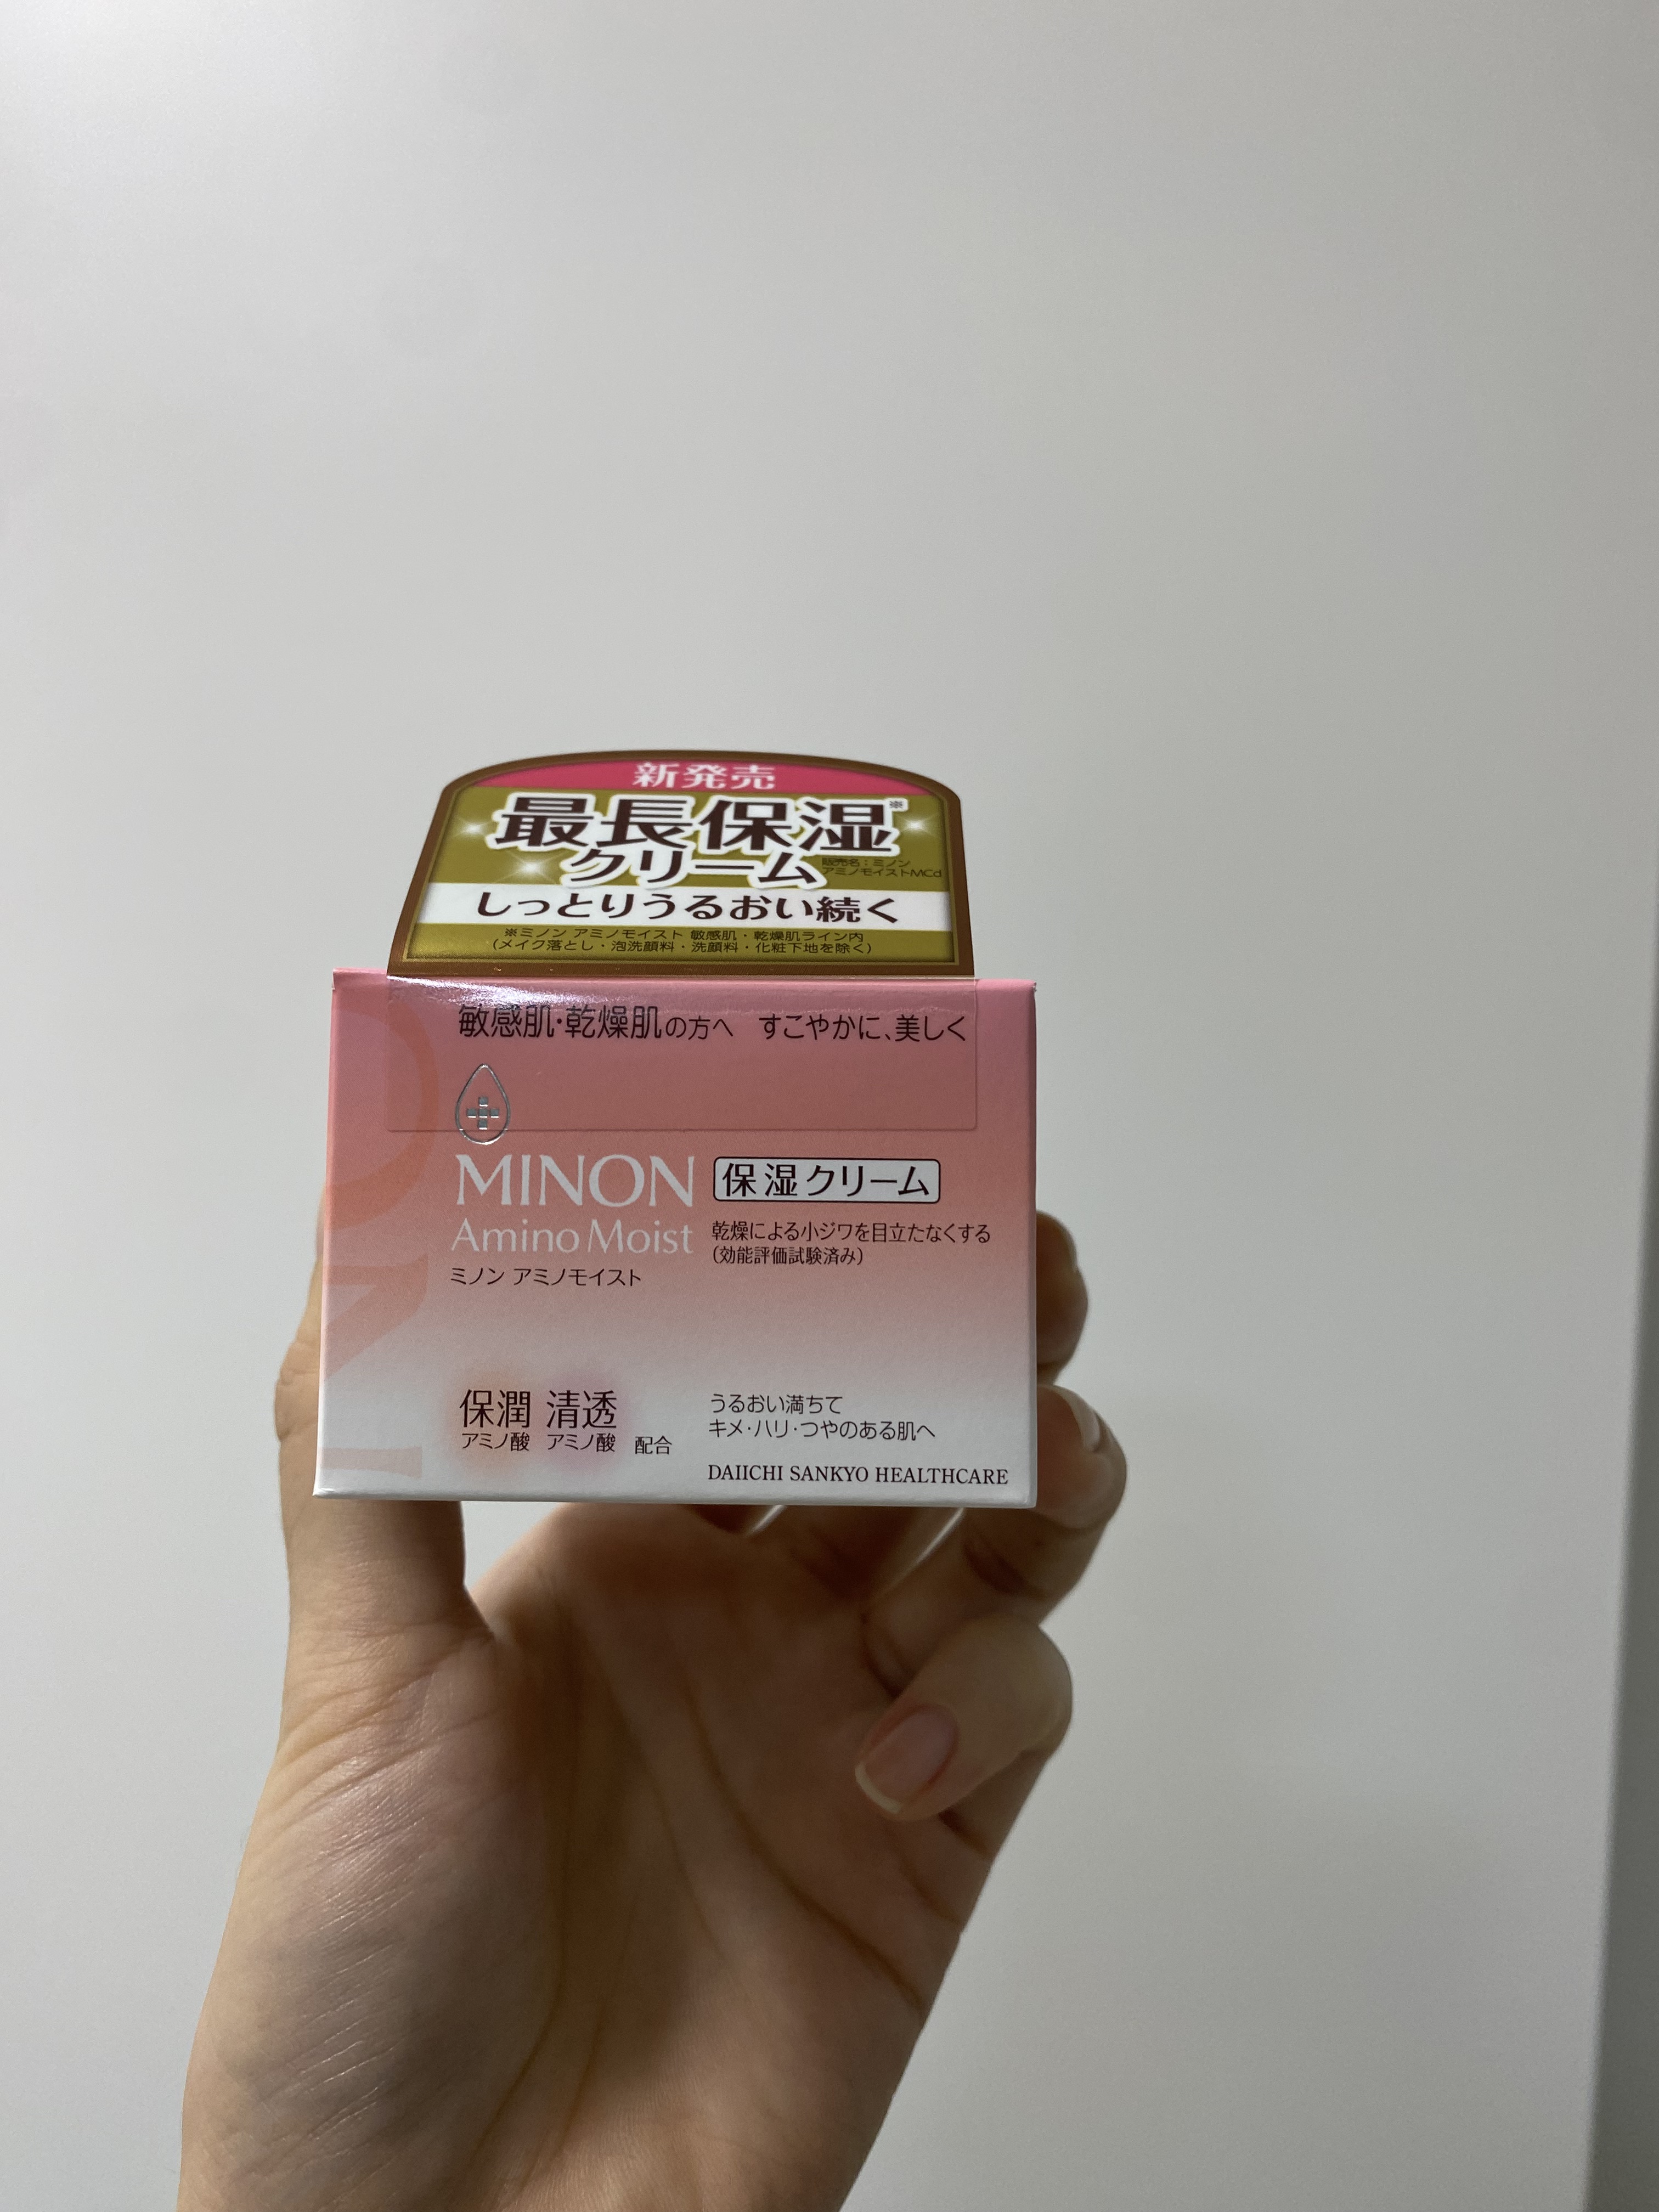 新発売
最長保湿※
クリーム
販売名：ミノン
アミノモイストMCd
しっとりうるおい続く
※ミノン アミノモイスト 敏感肌・乾燥肌ライン内
(メイク落とし・泡洗顔料・洗顔料・化粧下地を除く)
敏感肌・乾燥肌の方へ すこやかに、美しく
MINON
保湿クリーム
Amino Moist
乾燥による小ジワを目立たなくする
(効能評価試験済み)
ミノン アミノモイスト
保潤 清透
アミノ酸 アミノ酸 配合
うるおい満ちて
キメ・ハリ・つやのある肌へ
DAIICHI SANKYO HEALTHCARE